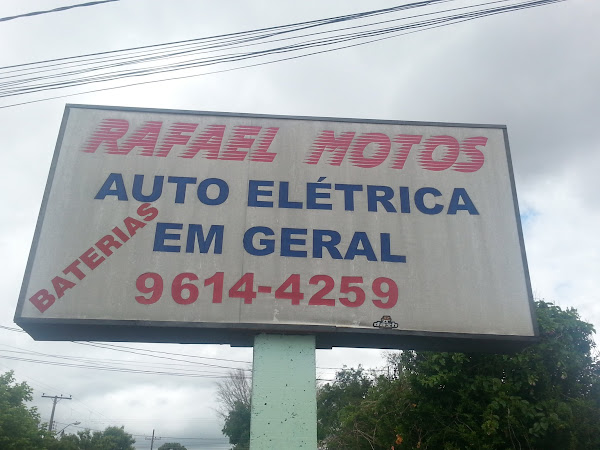 RAFAEL MOTOS
AUTO ELÉTRICA
EM GERAL
BATERIAS
9614-4259